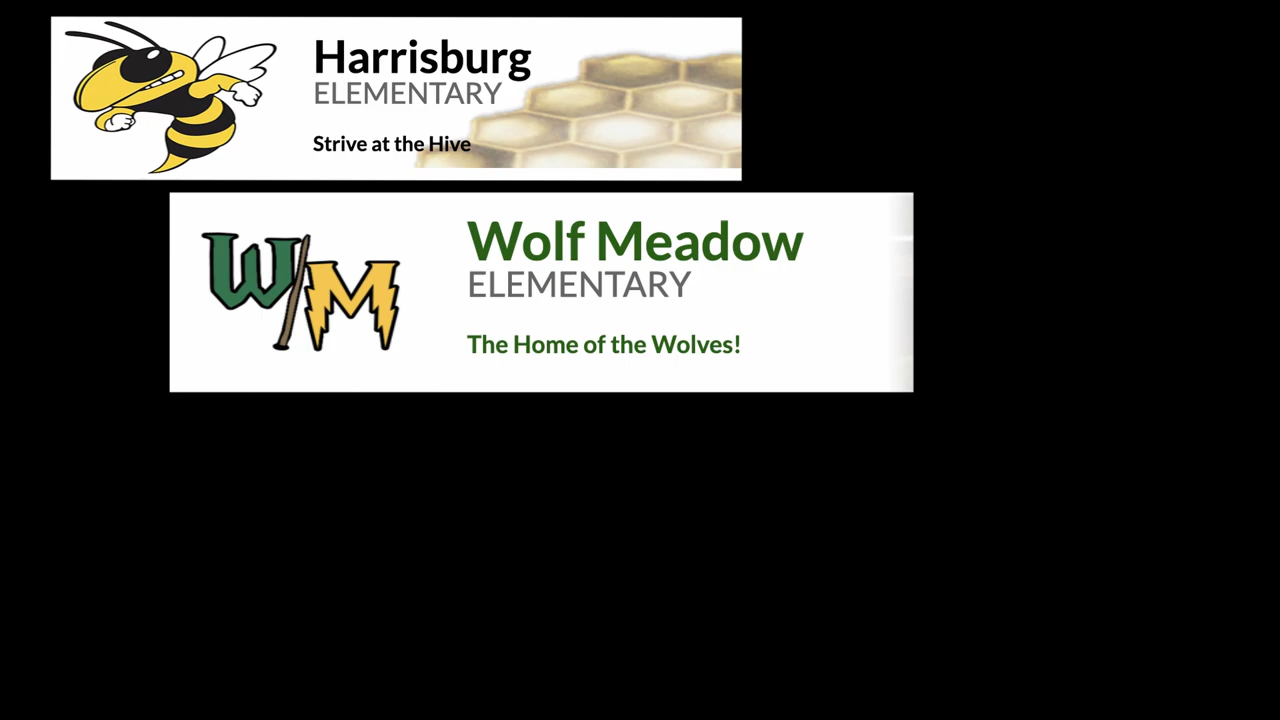 Harrisburg
ELEMENTARY
Strive at the Hive
W/M
Wolf Meadow
ELEMENTARY
The Home of the Wolves!